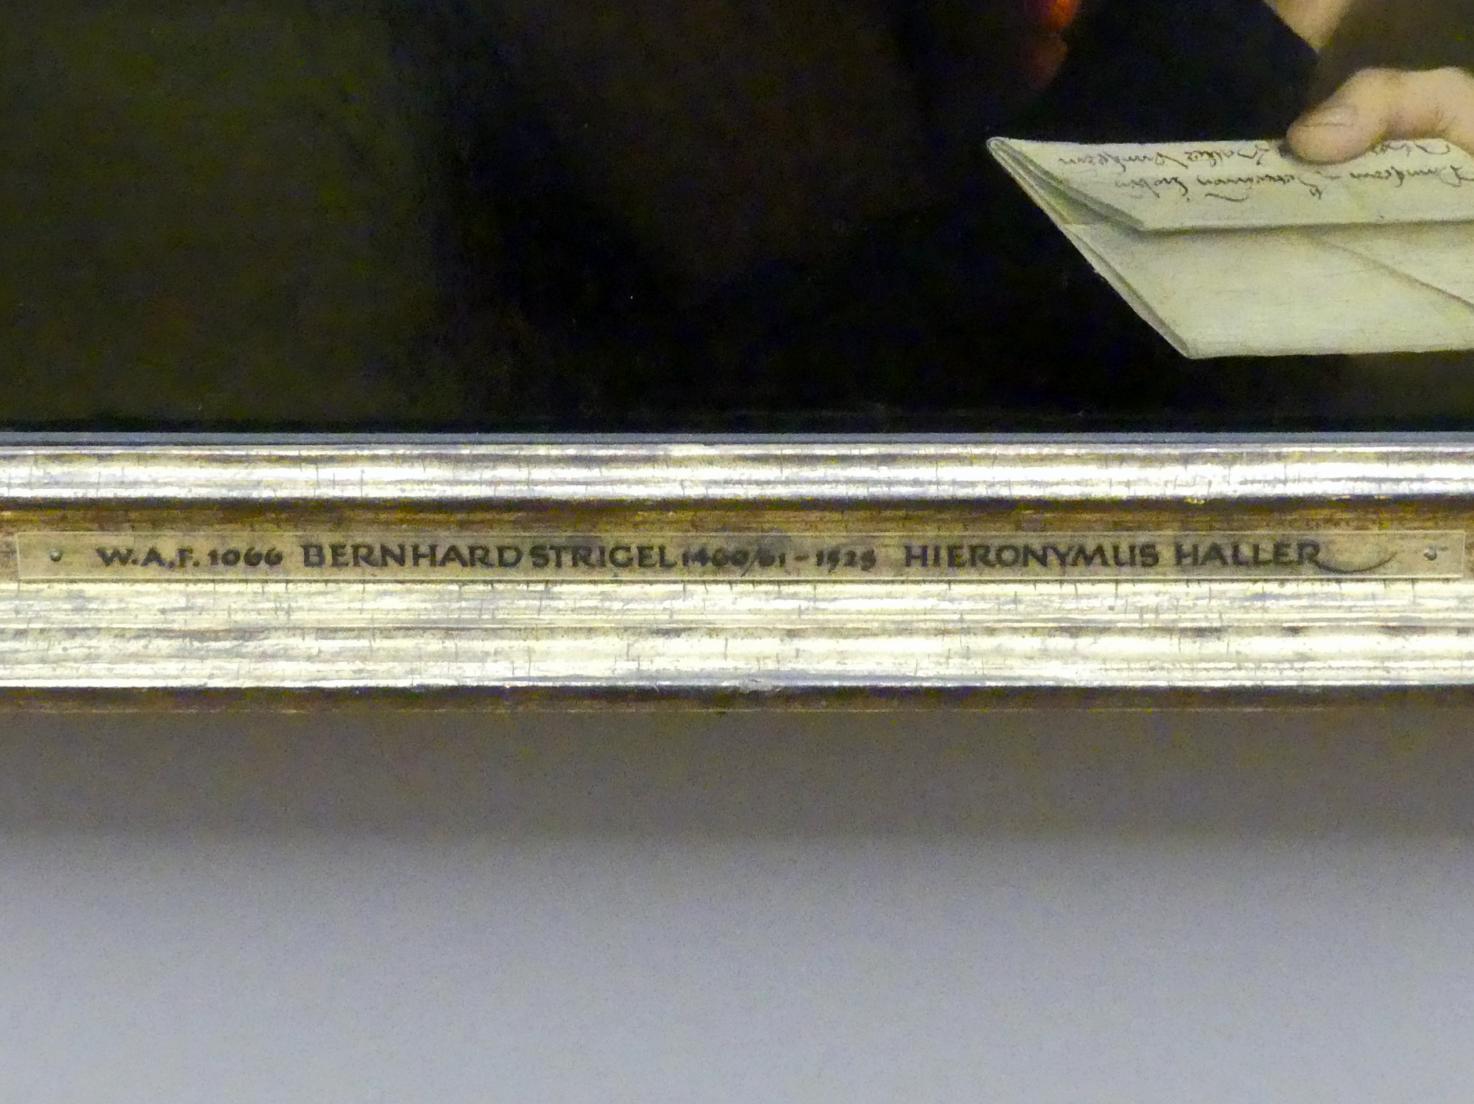 W.A.F. 1066 BERNHARD STRIGEL 1460/61 - 1528 HIERONYMUS HALLER